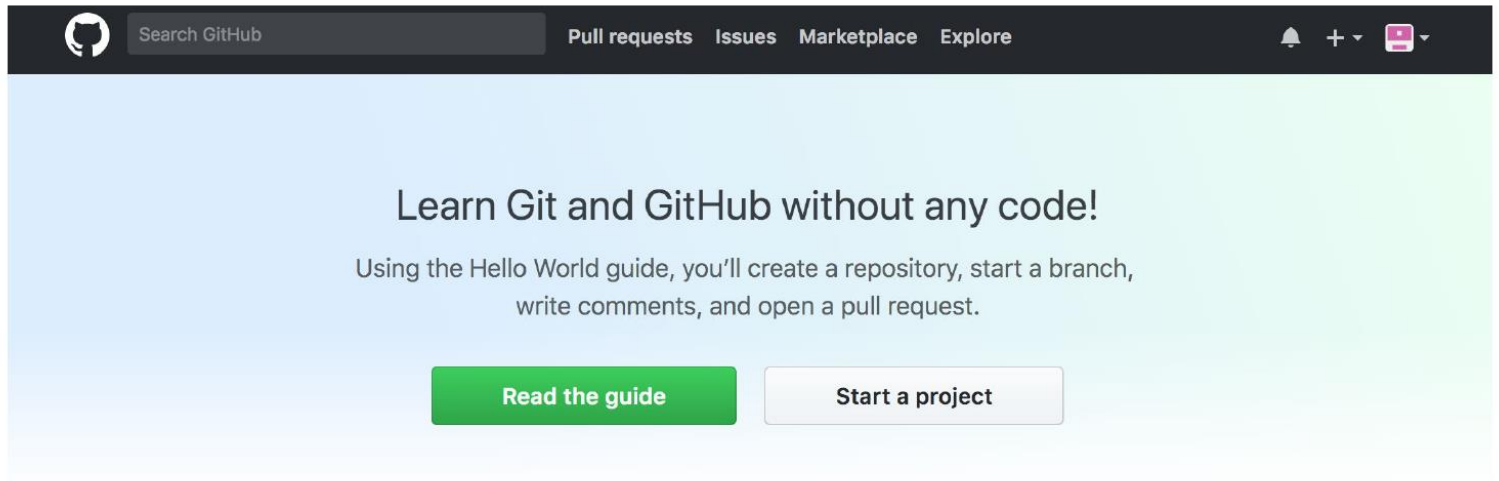 Search GitHub
Pull requests Issues Marketplace Explore
Learn Git and GitHub without any code!
Using the Hello World guide, you’ll create a repository, start a branch,
write comments, and open a pull request.
Read the guide
Start a project